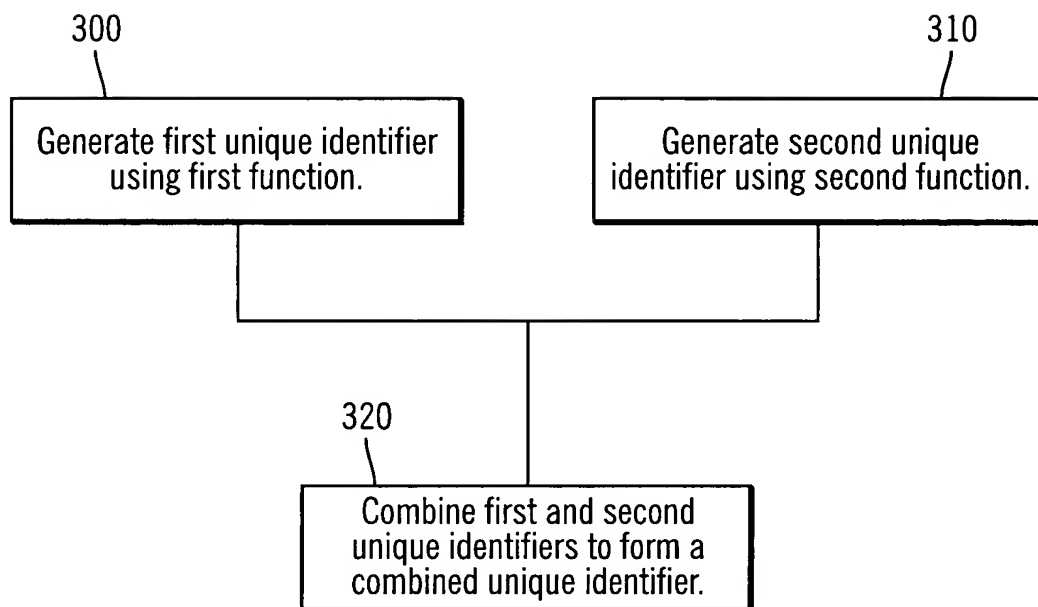 300
310
Generate first unique identifier
using first function.
Generate second unique
identifier using second function.
320
Combine first and second
unique identifiers to form a
combined unique identifier.